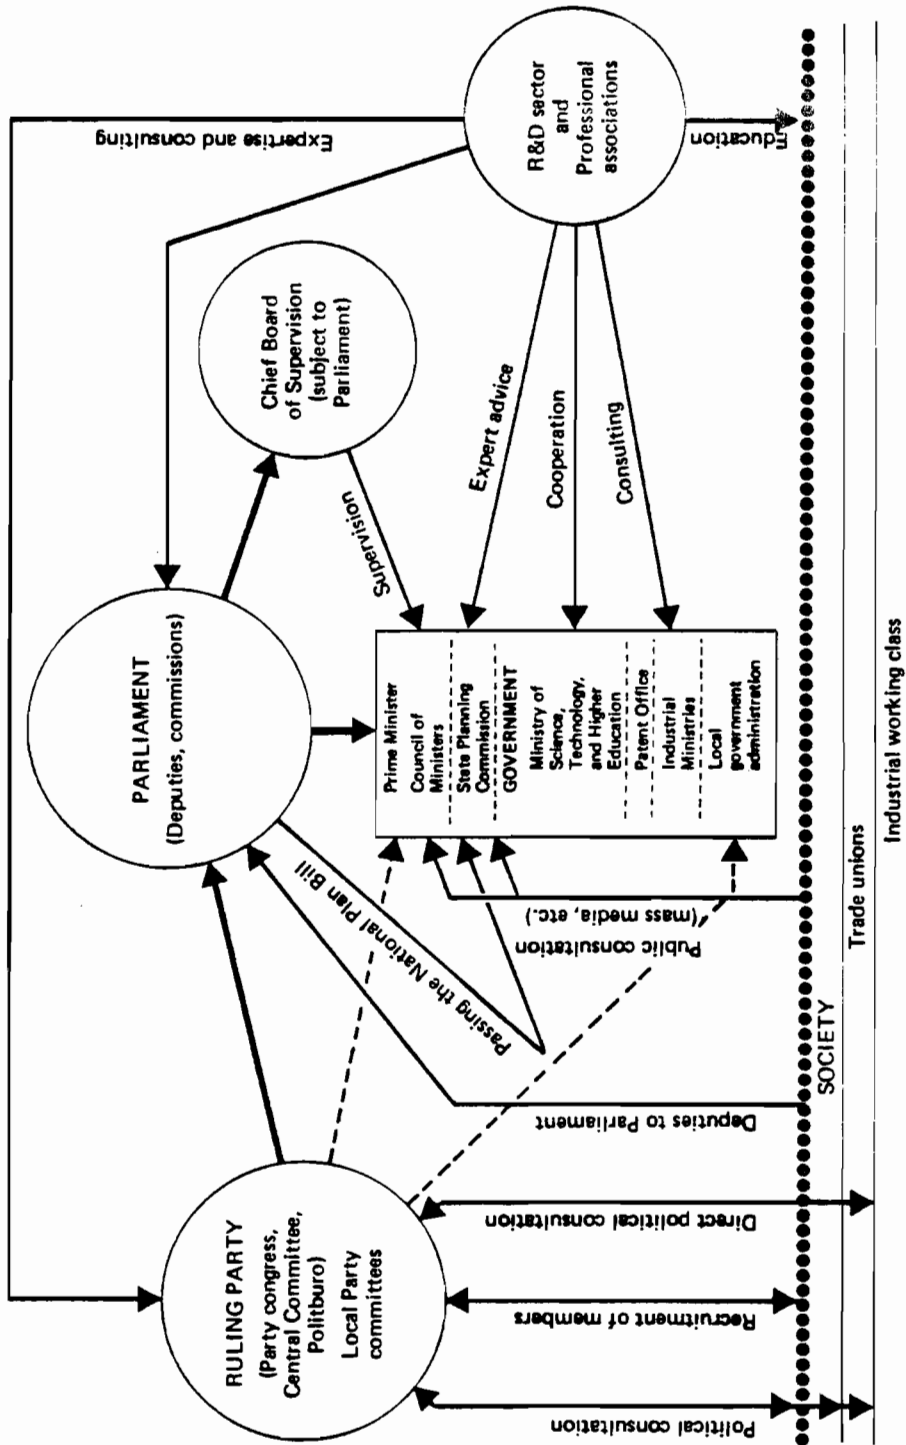 Expertise and consulting
R&D sector
and
Professional
associations
Education
Chief Board
of Supervision
(subject to
Parliament)
Supervision
Expert advice
Cooperation
Consulting
PARLIAMENT
(Deputies, commissions)
Prime Minister
Council of
Ministers
State Planning
Commission
GOVERNMENT
Ministry of
Science,
Technology,
and Higher
Education
Patent Office
Industrial
Ministries
Local
government
administration
Passing the National Plan Bill
Public consultation
(mass media, etc.)
Deputies to Parliament
RULING PARTY
(Party congress,
Central Committee,
Politburo)
Local Party
committees
Direct political consultation
Recruitment of members
Political consultation
SOCIETY
Trade unions
Industrial working class